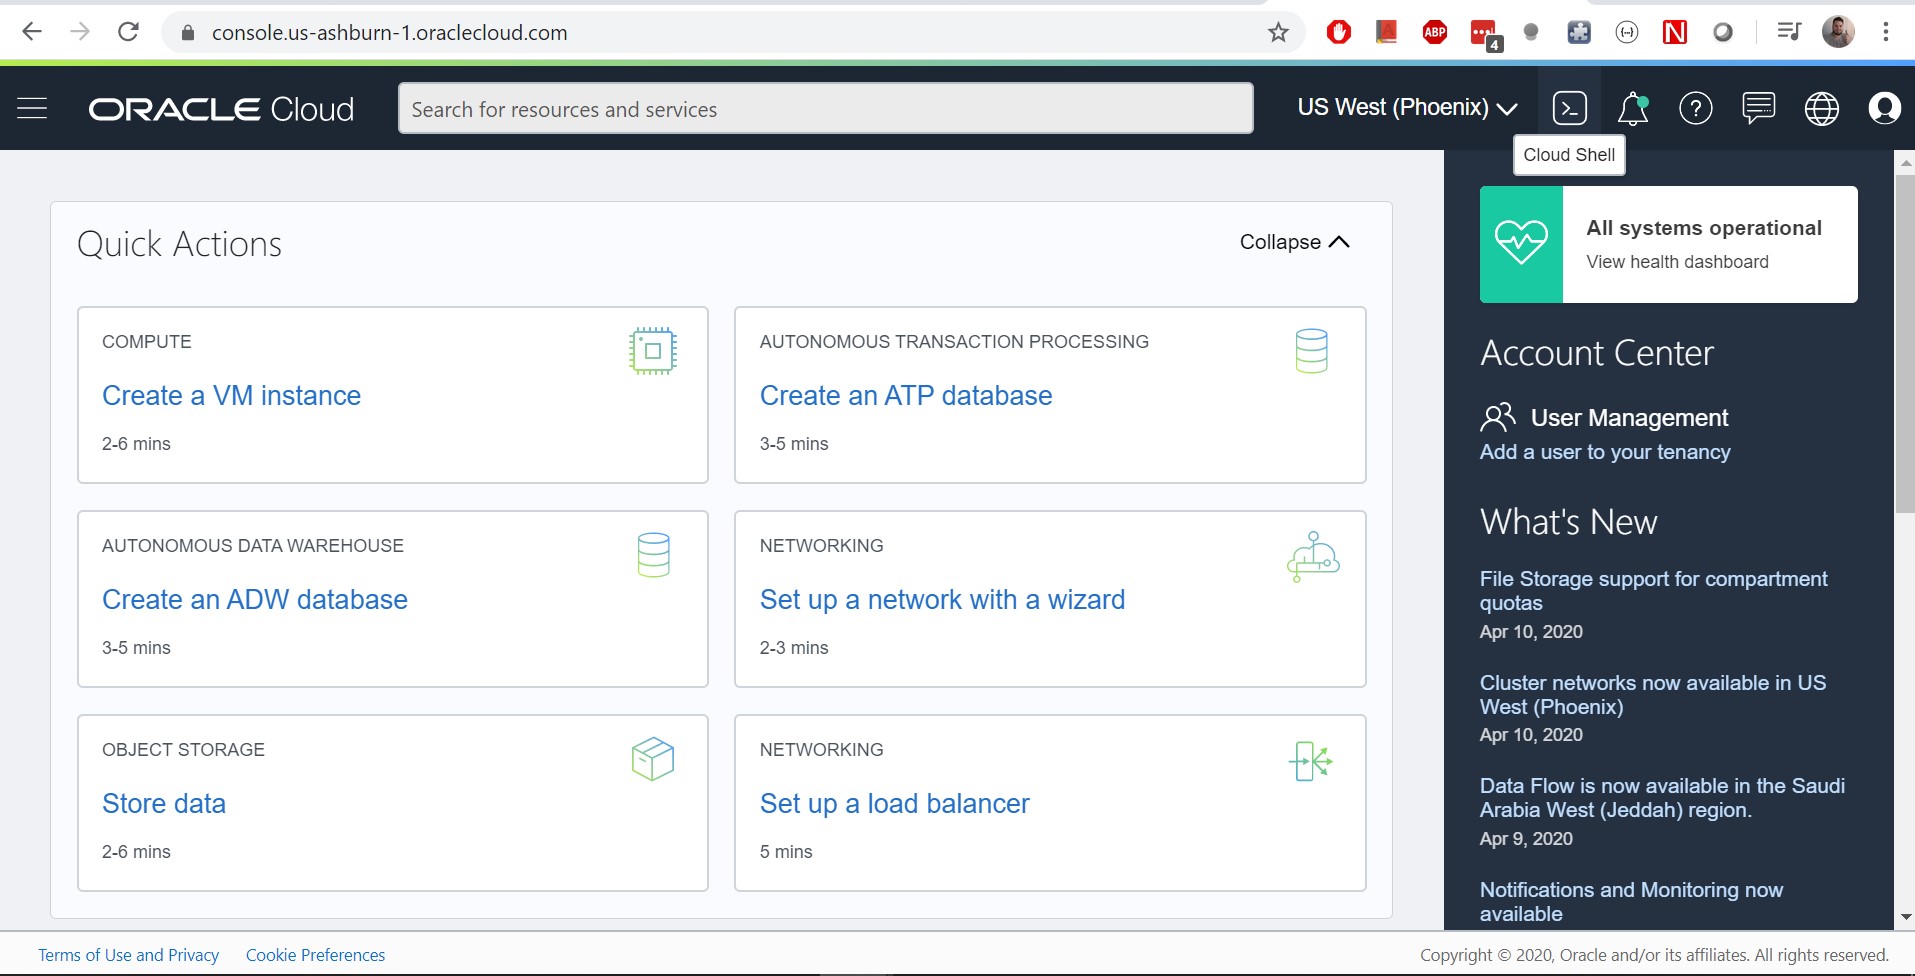 console.us-ashburn-1.oraclecloud.com
ABP
4
N
ORACLE Cloud
Search for resources and services
US West (Phoenix)
Cloud Shell
Quick Actions
Collapse
COMPUTE
Create a VM instance
2-6 mins
AUTONOMOUS TRANSACTION PROCESSING
Create an ATP database
3-5 mins
AUTONOMOUS DATA WAREHOUSE
Create an ADW database
3-5 mins
NETWORKING
Set up a network with a wizard
2-3 mins
OBJECT STORAGE
Store data
2-6 mins
NETWORKING
Set up a load balancer
5 mins
All systems operational
View health dashboard
Account Center
User Management
Add a user to your tenancy
What's New
File Storage support for compartment
quotas
Apr 10, 2020
Cluster networks now available in US
West (Phoenix)
Apr 10, 2020
Data Flow is now available in the Saudi
Arabia West (Jeddah) region.
Apr 9, 2020
Notifications and Monitoring now
available
Terms of Use and Privacy
Cookie Preferences
Copyright © 2020, Oracle and/or its affiliates. All rights reserved.